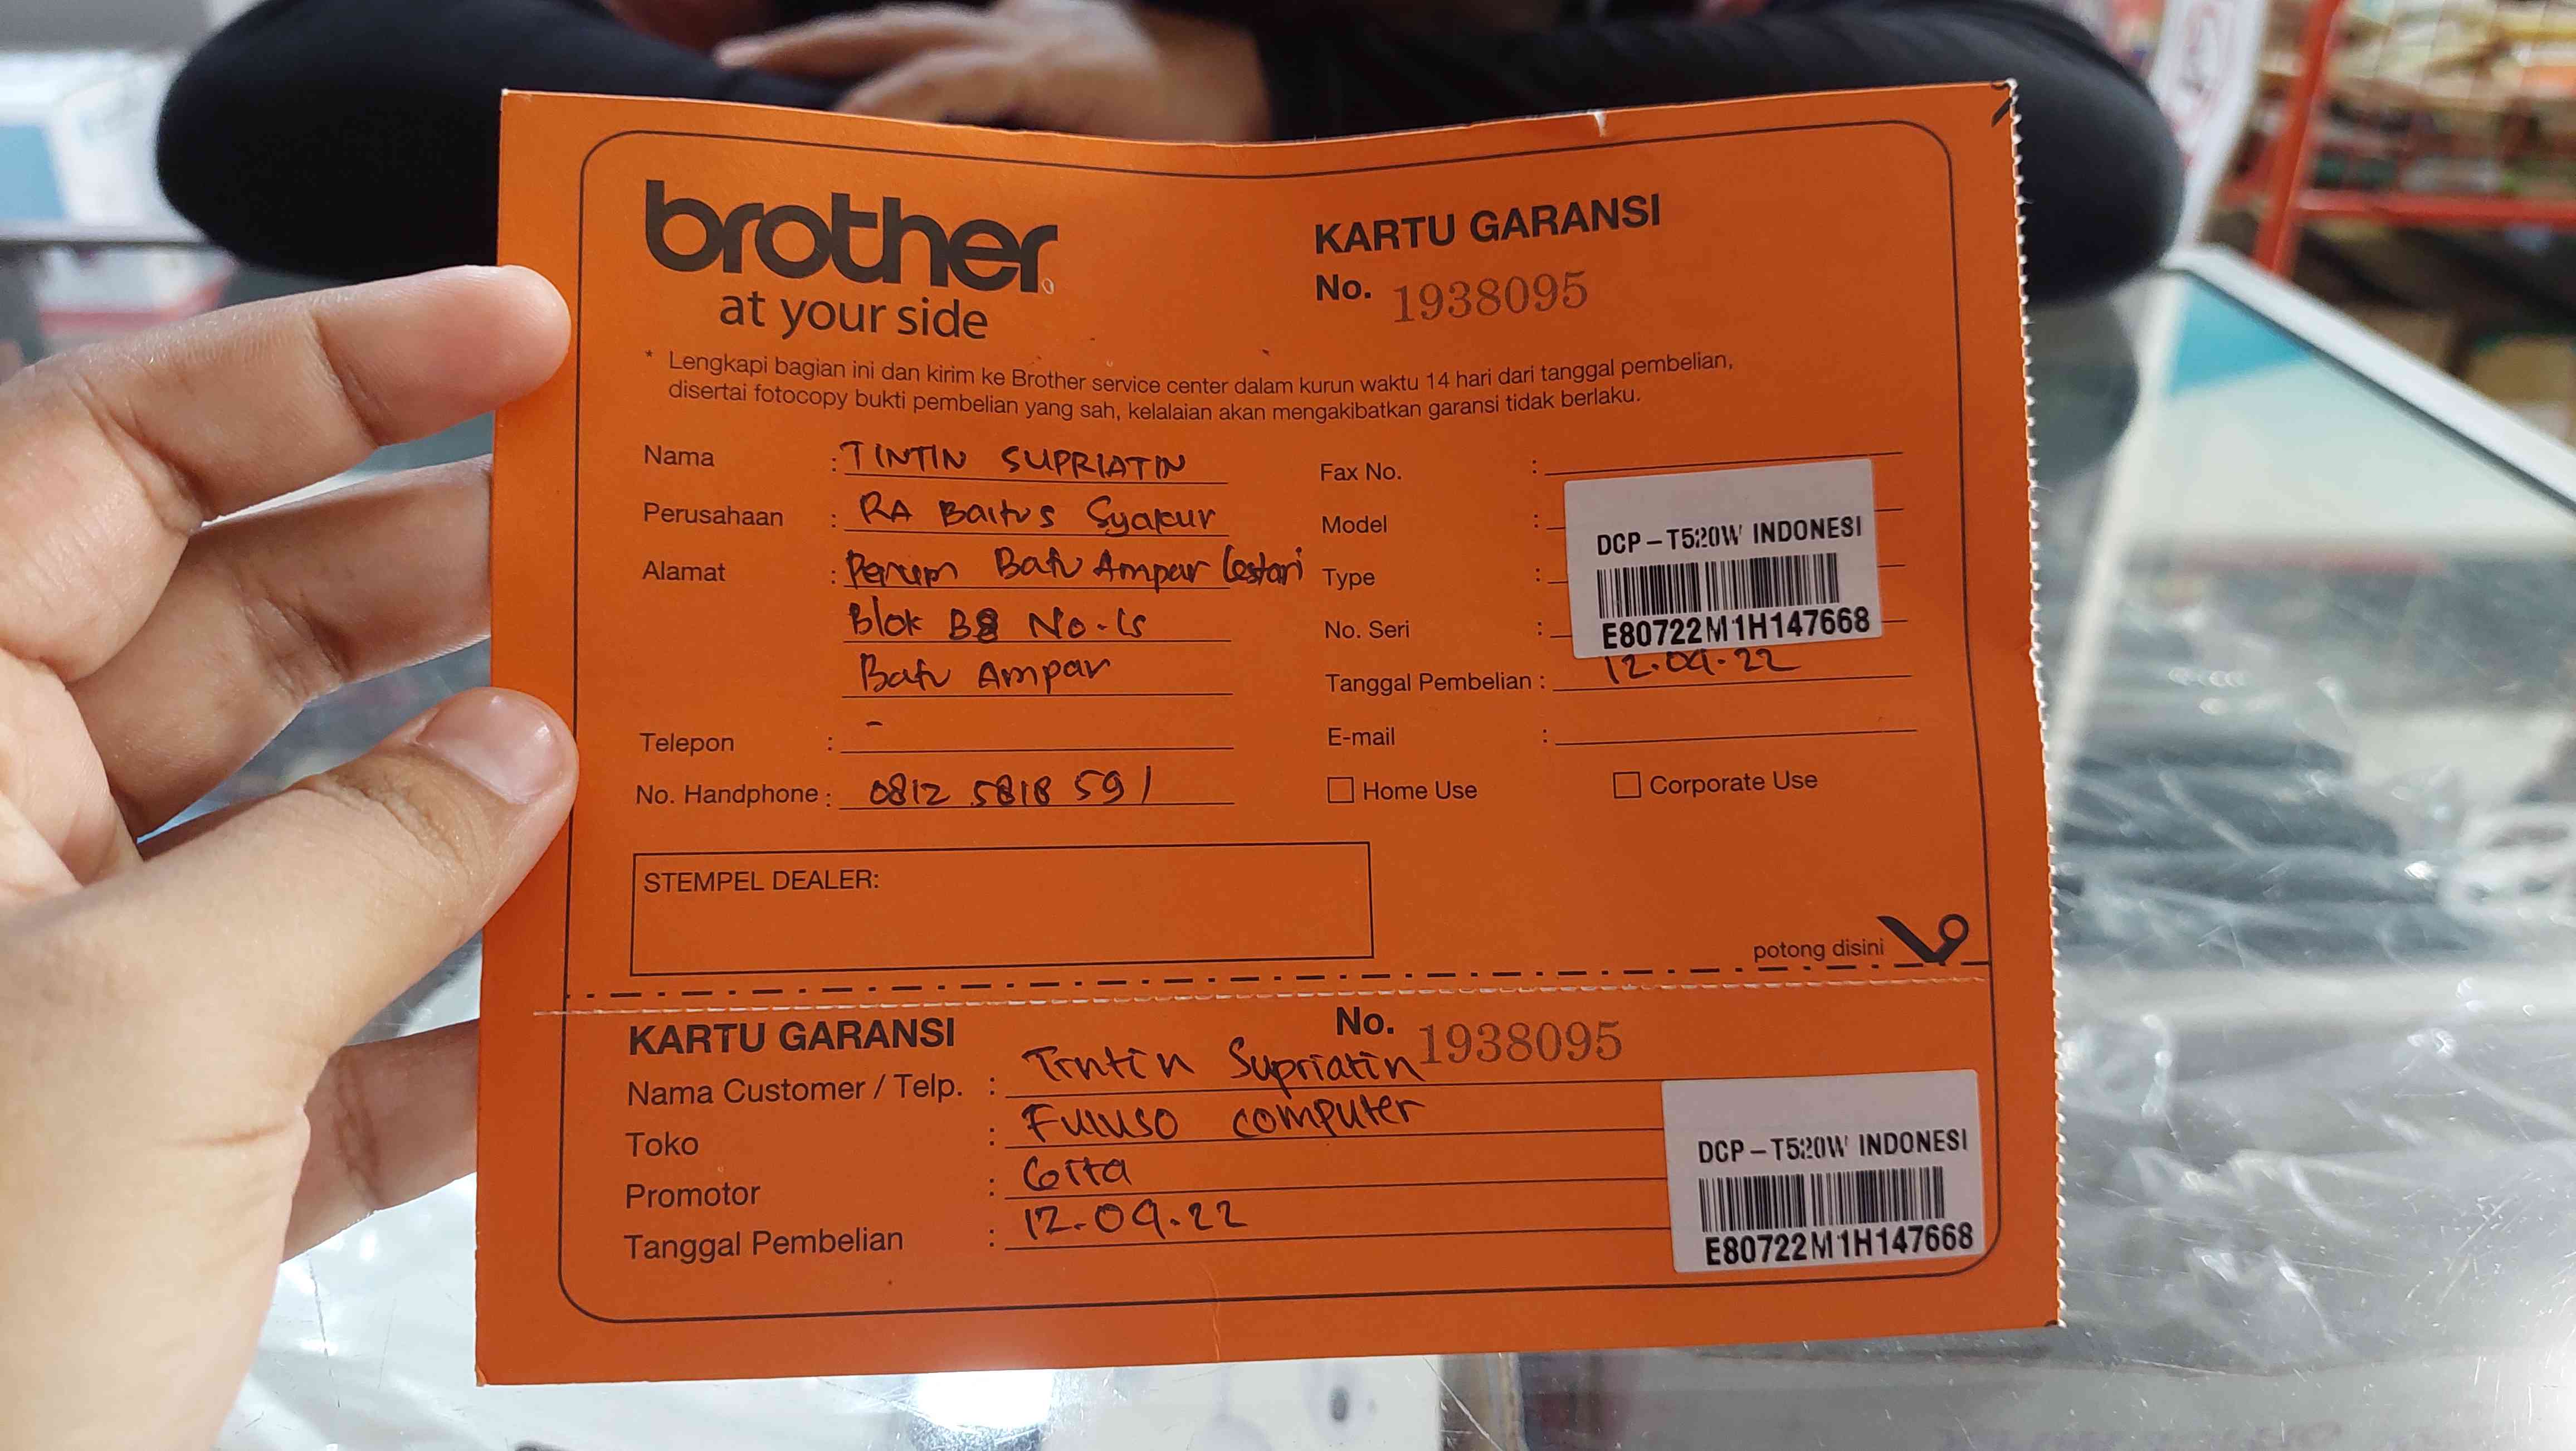 brother
at your side
KARTU GARANSI
No. 1938095
* Lengkapi bagian ini dan kirim ke Brother service center dalam kurun waktu 14 hari dari tanggal pembelian,
disertai fotocopy bukti pembelian yang sah, kelalaian akan mengakibatkan garansi tidak berlaku.
Nama : TINTIN SUPRIATIN
Perusahaan : RA Baitus Syakur
Alamat : Perum Batu Ampar Lestari
Blok B8 No.
Batu Ampar
Telepon : -
No. Handphone : 0812 5818 591
Fax No. :
Model :
Type :
No. Seri :
DCP-T520W INDONESI
E80722M1H147668
Tanggal Pembelian : 12.09.22
E-mail :
Home Use
Corporate Use
STEMPEL DEALER:
potong disini
KARTU GARANSI
No. 1938095
Nama Customer / Telp. : Tintin Supriatin
Toko : computer
Promotor :
Tanggal Pembelian : 12.09.22
DCP-T520W INDONESI
E80722M1H147668